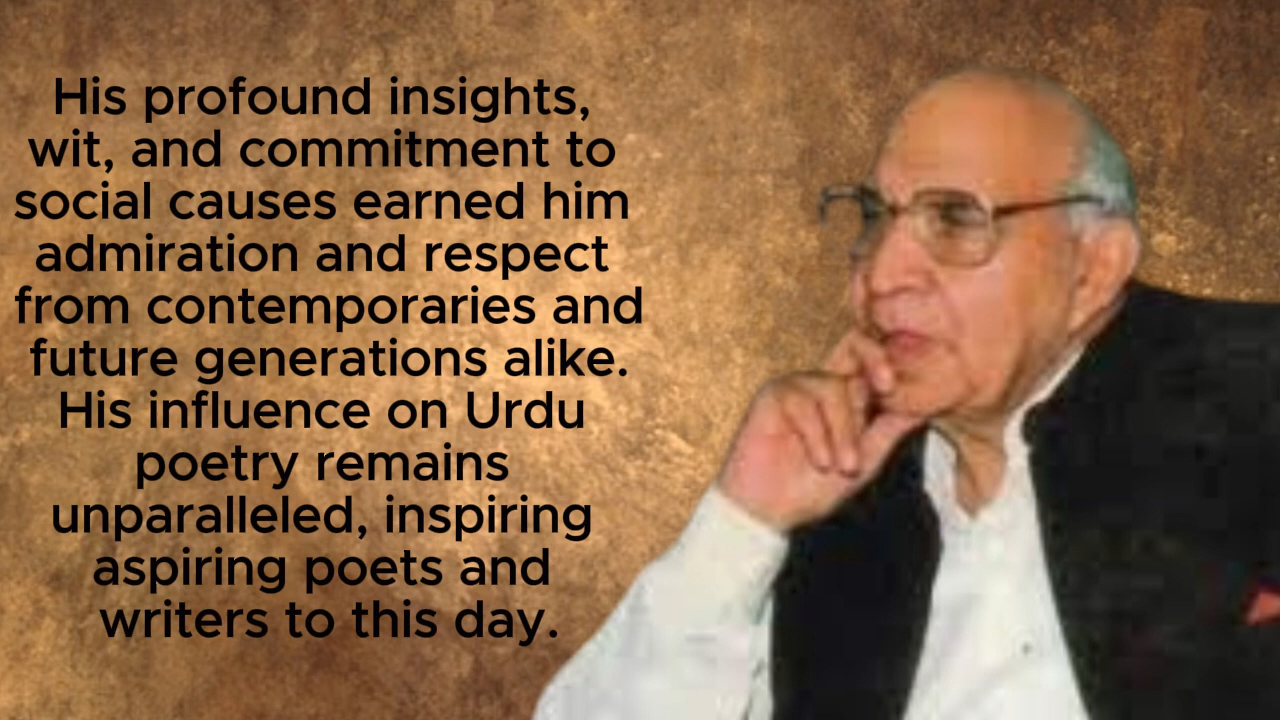 His profound insights,
wit, and commitment to
social causes earned him
admiration and respect
from contemporaries and
future generations alike.
His influence on Urdu
poetry remains
unparalleled, inspiring
aspiring poets and
writers to this day.